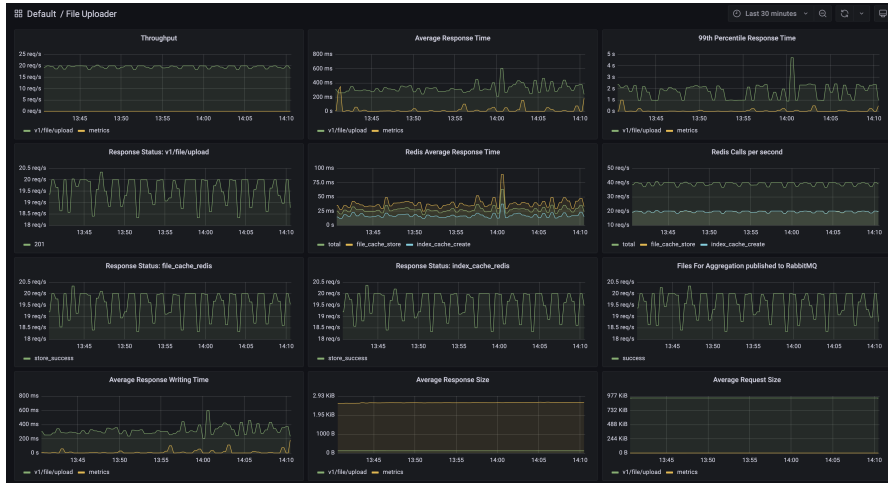 Default / File Uploader
Last 30 minutes
Throughput
25 req/s
20 req/s
15 req/s
10 req/s
5 req/s
0 req/s
13:45 13:50 13:55 14:00 14:05 14:10
v1/file/upload metrics
Average Response Time
800 ms
600 ms
400 ms
200 ms
0 s
13:45 13:50 13:55 14:00 14:05 14:10
v1/file/upload metrics
99th Percentile Response Time
5 s
4 s
3 s
2 s
1 s
0 s
13:45 13:50 13:55 14:00 14:05 14:10
v1/file/upload metrics
Response Status: v1/file/upload
20.5 req/s
20 req/s
19.5 req/s
19 req/s
18.5 req/s
18 req/s
13:45 13:50 13:55 14:00 14:05 14:10
201
Redis Average Response Time
100 ms
75.0 ms
50 ms
25 ms
0 s
13:45 13:50 13:55 14:00 14:05 14:10
total file_cache_store index_cache_create
Redis Calls per second
50 req/s
40 req/s
30 req/s
20 req/s
10 req/s
13:45 13:50 13:55 14:00 14:05 14:10
total file_cache_store index_cache_create
Response Status: file_cache_redis
20.5 req/s
20 req/s
19.5 req/s
19 req/s
18.5 req/s
18 req/s
13:45 13:50 13:55 14:00 14:05 14:10
store_success
Response Status: index_cache_redis
20.5 req/s
20 req/s
19.5 req/s
19 req/s
18.5 req/s
18 req/s
13:45 13:50 13:55 14:00 14:05 14:10
store_success
Files For Aggregation published to RabbitMQ
20.5 req/s
20 req/s
19.5 req/s
19 req/s
18.5 req/s
18 req/s
13:45 13:50 13:55 14:00 14:05 14:10
success
Average Response Writing Time
800 ms
600 ms
400 ms
200 ms
0 s
13:45 13:50 13:55 14:00 14:05 14:10
v1/file/upload metrics
Average Response Size
2.93 KiB
1.95 KiB
1000 B
0 B
13:45 13:50 13:55 14:00 14:05 14:10
v1/file/upload metrics
Average Request Size
977 KiB
732 KiB
488 KiB
244 KiB
0 B
13:45 13:50 13:55 14:00 14:05 14:10
v1/file/upload metrics